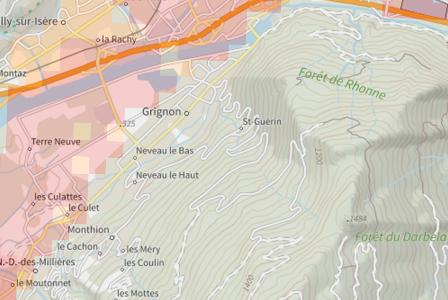 lly-sur-Isère
la Rachy
Montaz
Forêt de Rhonne
Grignon
325
St-Guérin
Terre Neuve
Neveau le Bas
1200
Neveau le Haut
les Culattes
le Culet
1484
Monthion
Forêt du Darbela
le Cachon
les Méry
N.-D.-des-Millières
les Coulin
le Moutonnet
1400
les Mottes